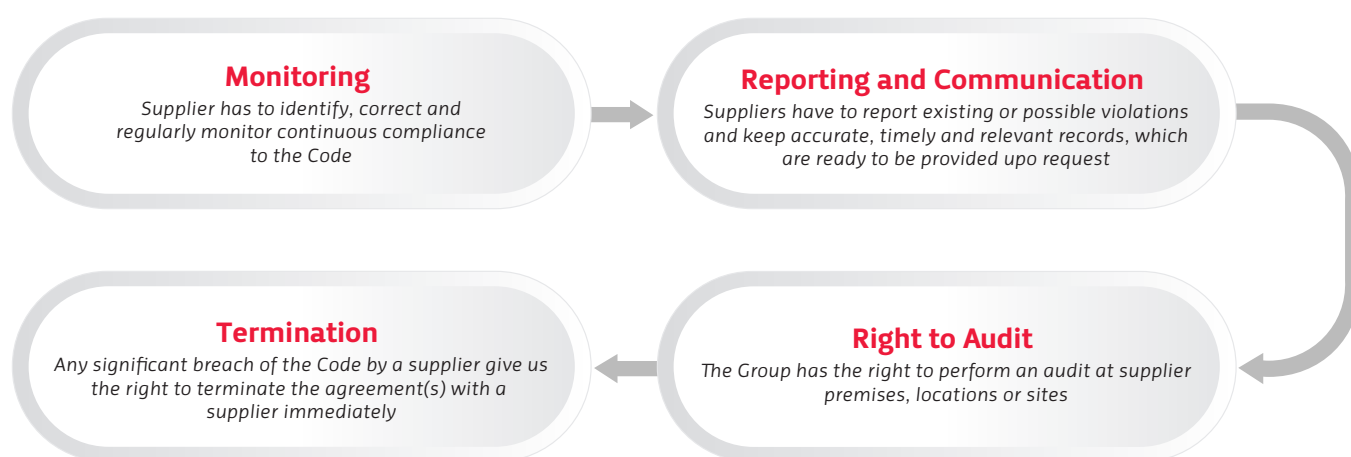 Monitoring
Supplier has to identify, correct and
regularly monitor continuous compliance
to the Code
Reporting and Communication
Suppliers have to report existing or possible violations
and keep accurate, timely and relevant records, which
are ready to be provided upo request
Right to Audit
The Group has the right to perform an audit at supplier
premises, locations or sites
Termination
Any significant breach of the Code by a supplier give us
the right to terminate the agreement(s) with a
supplier immediately